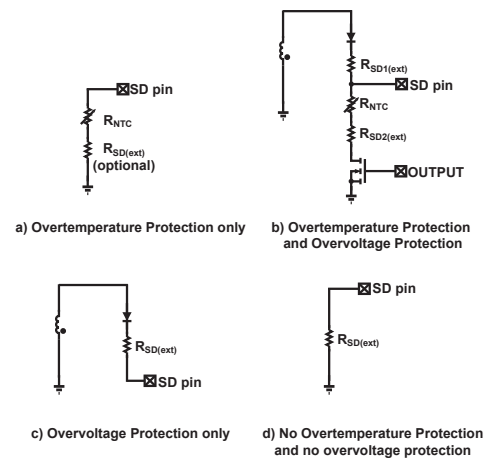 SD pin
RNTC
RSD(ext)
(optional)
a) Overtemperature Protection only
RSD1(ext)
SD pin
RNTC
RSD2(ext)
OUTPUT
b) Overtemperature Protection
and Overvoltage Protection
RSD(ext)
SD pin
c) Overvoltage Protection only
SD pin
RSD(ext)
d) No Overtemperature Protection
and no overvoltage protection